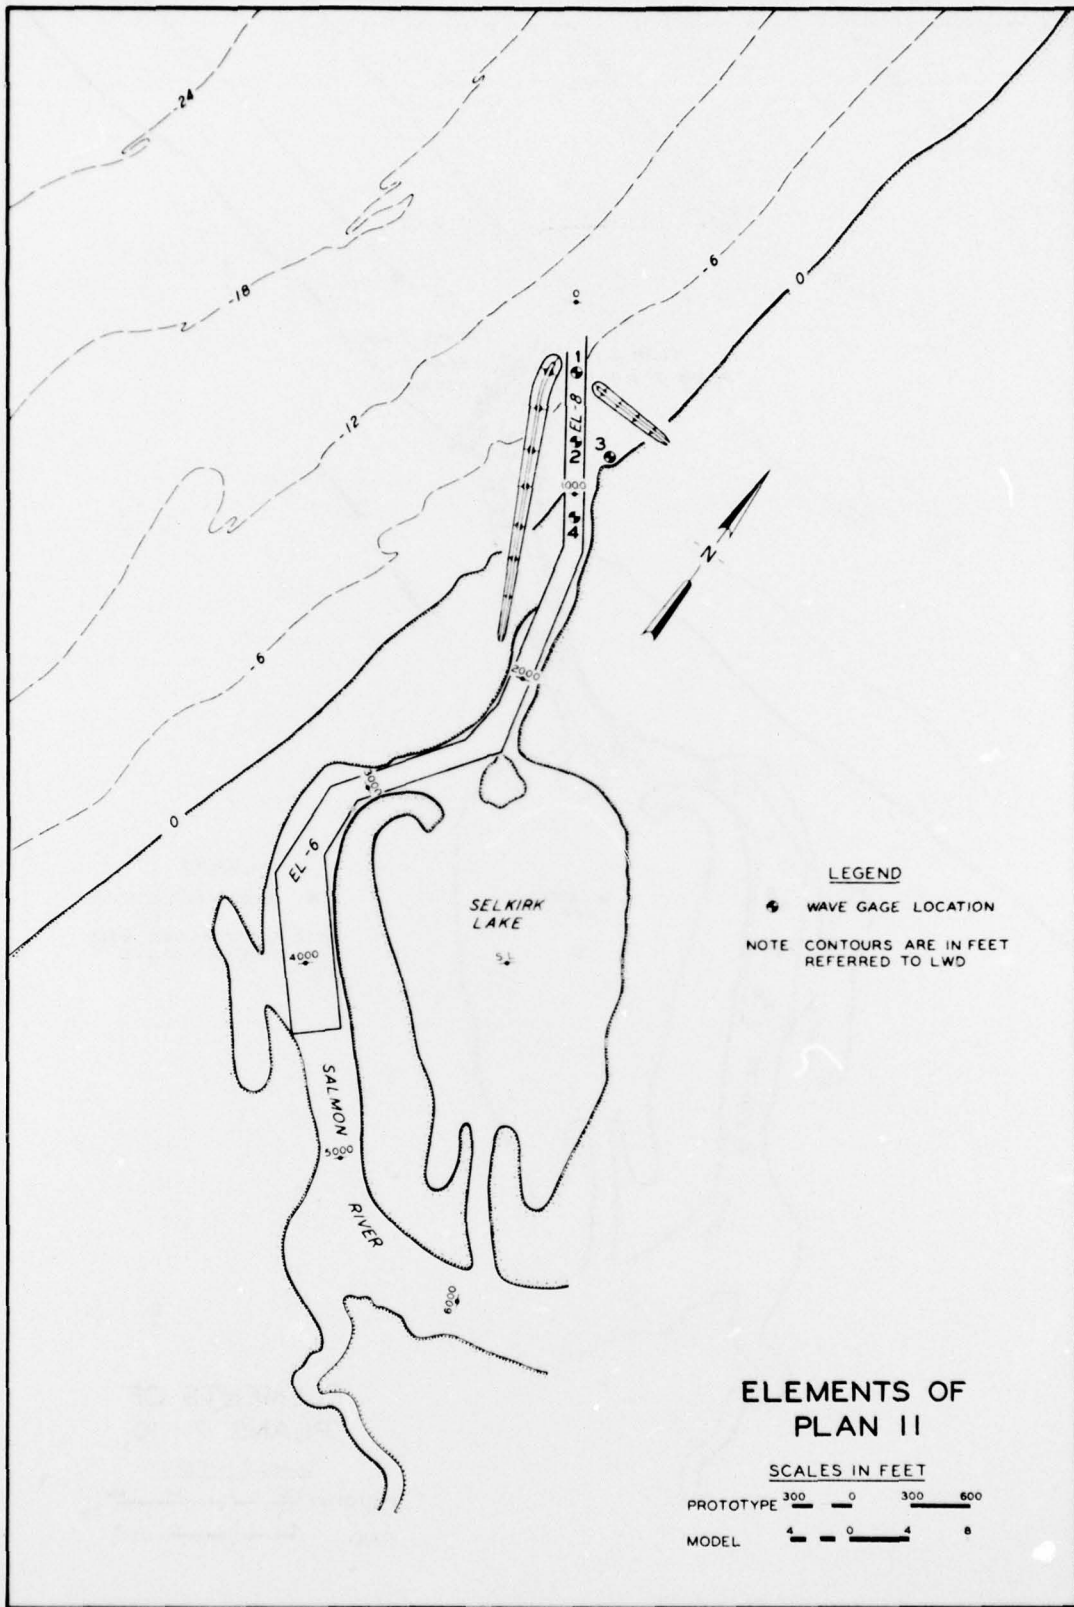 -24
-18
-12
-6
-6
0
0
0
1
EL-8
2
3
1000
4
N
2000
3000
EL-6
SELKIRK
LAKE
S L
4000
SALMON
5000
RIVER
6000
LEGEND
WAVE GAGE LOCATION
NOTE CONTOURS ARE IN FEET
REFERRED TO LWD
ELEMENTS OF
PLAN 11
SCALES IN FEET
PROTOTYPE 300 0 300 600
MODEL 4 0 4 8